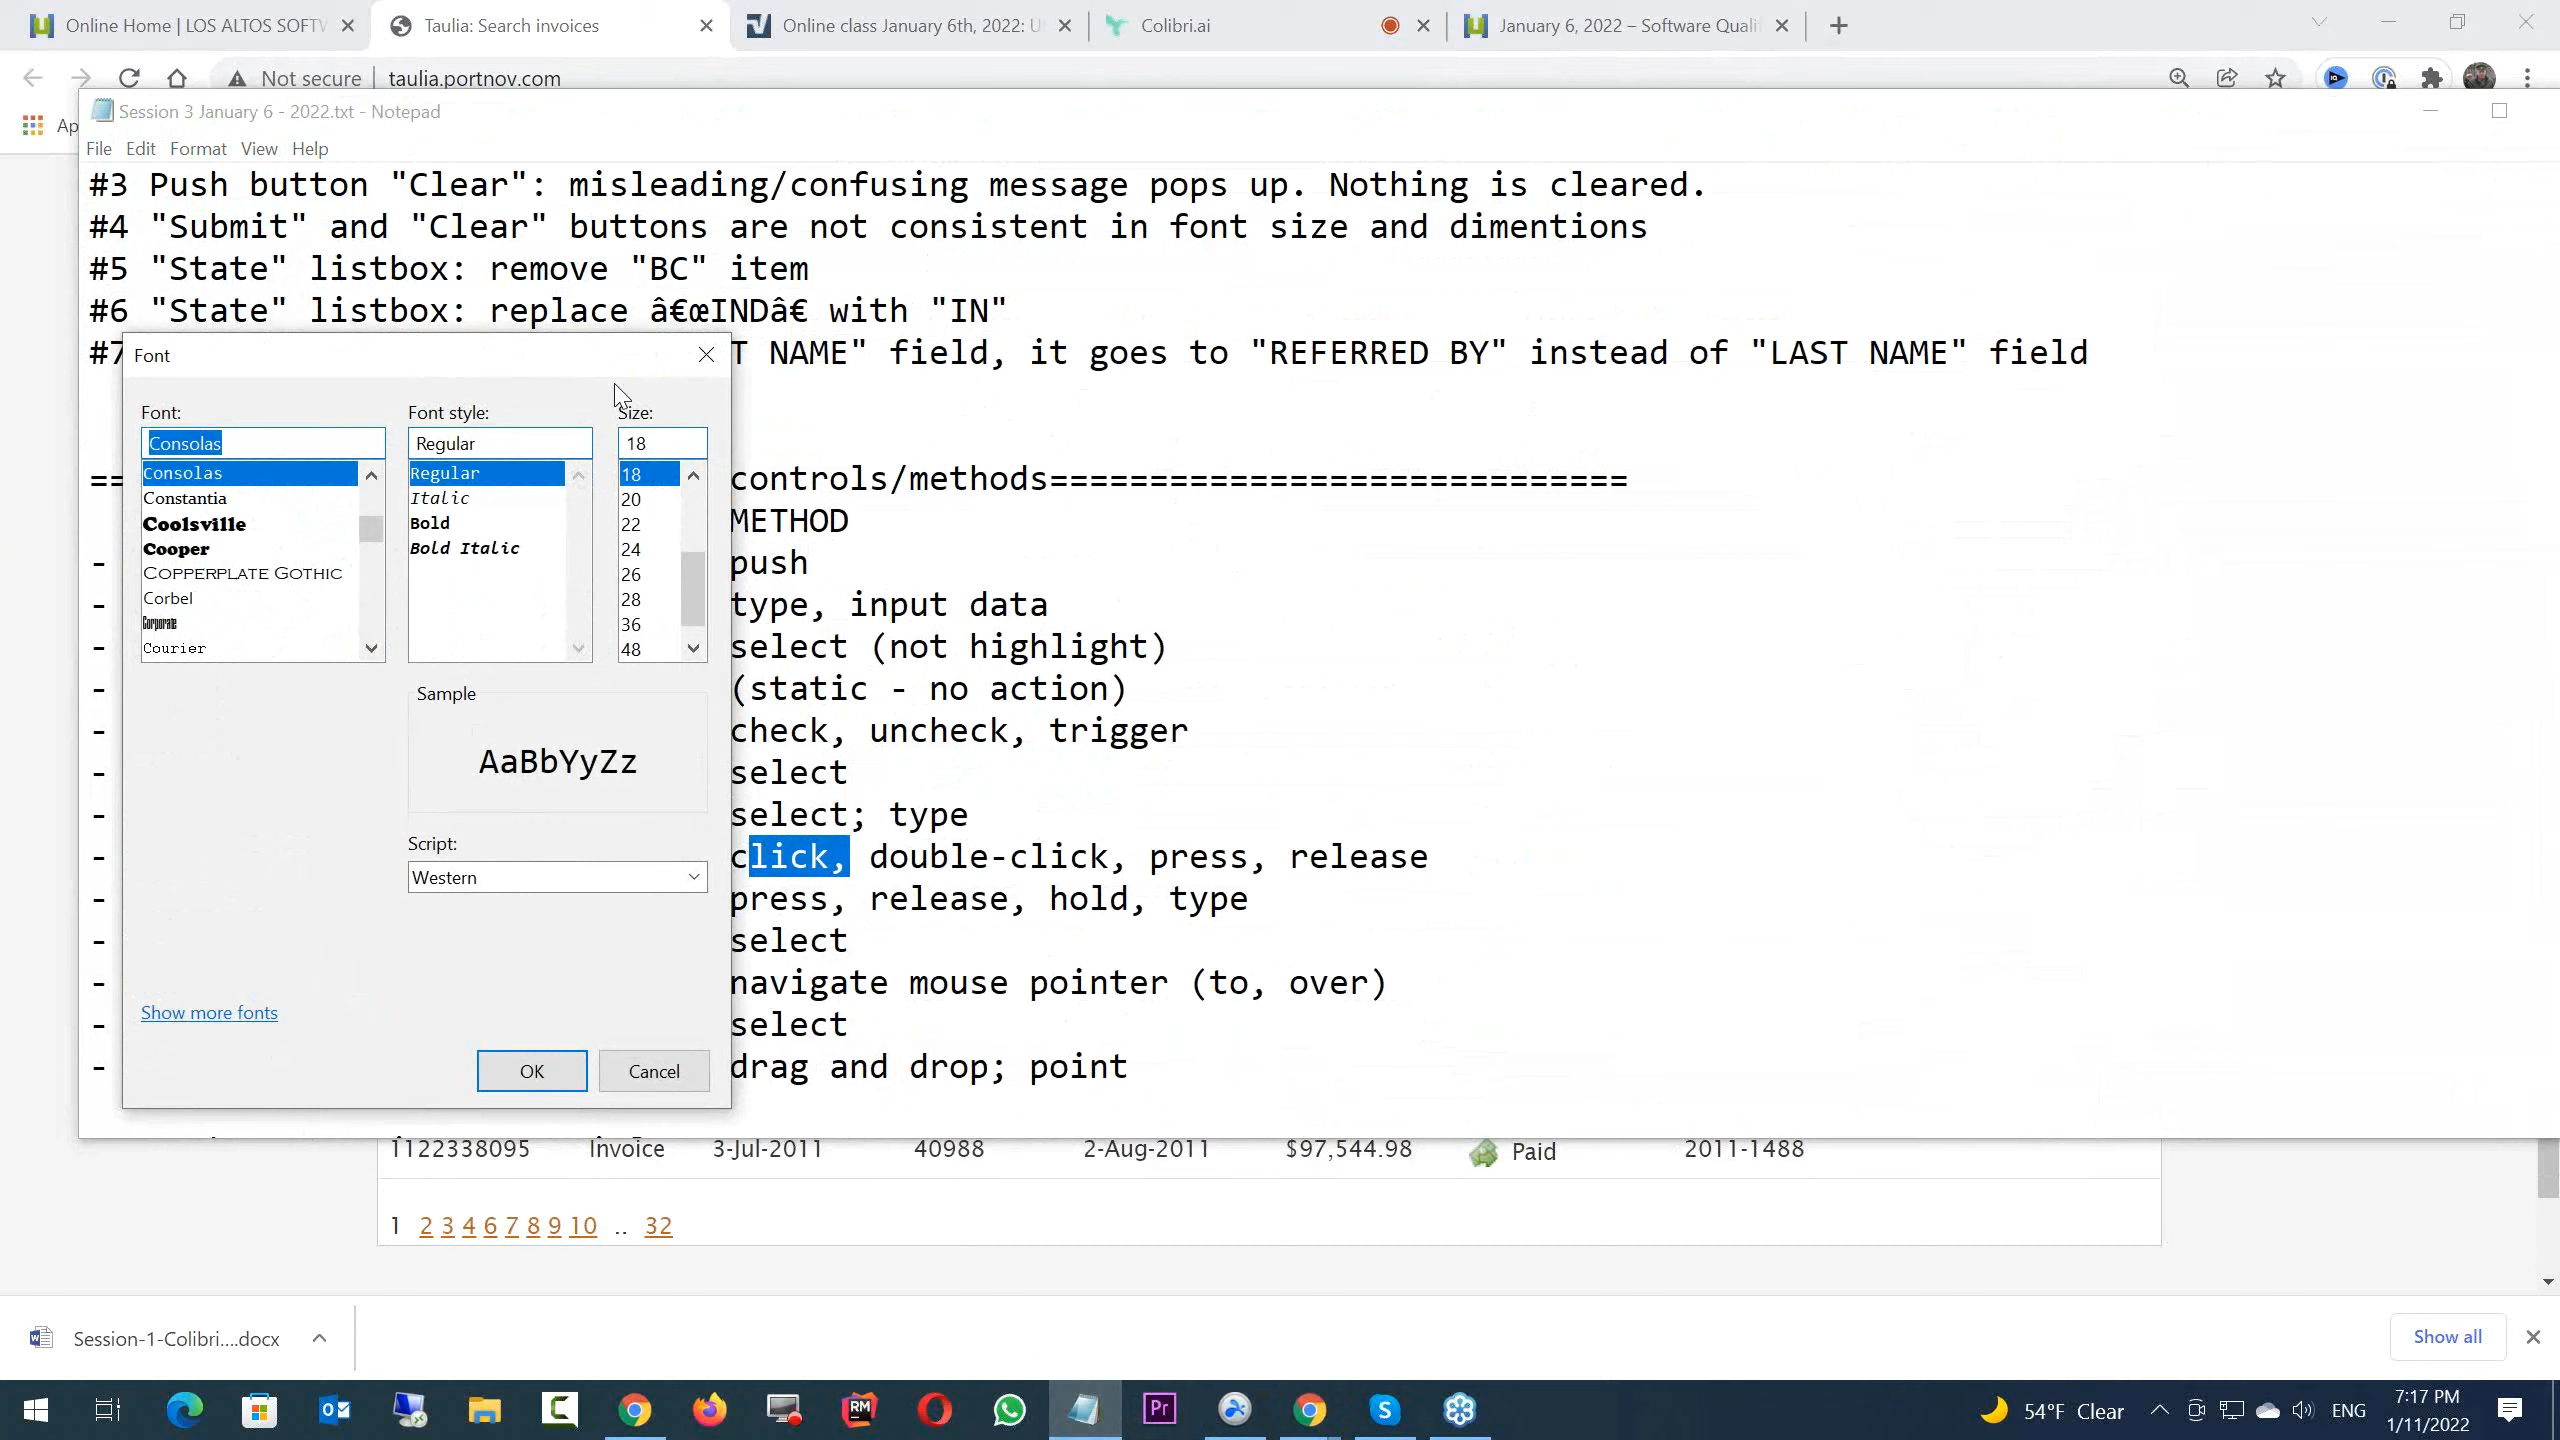 Online Home | LOS ALTOS SOFTW
Taulia: Search invoices
Online class January 6th, 2022: U
Colibri.ai
January 6, 2022 – Software Quali
Not secure | taulia.portnov.com
Ap
Session 3 January 6 - 2022.txt - Notepad
File Edit Format View Help
#3 Push button "Clear": misleading/confusing message pops up. Nothing is cleared.
#4 "Submit" and "Clear" buttons are not consistent in font size and dimentions
#5 "State" listbox: remove "BC" item
#6 "State" listbox: replace â€œINDâ€ with "IN"
#7 T NAME" field, it goes to "REFERRED BY" instead of "LAST NAME" field
Font
Font: Font style: Size:
Consolas Regular 18
Consolas Regular 18
Constantia Italic 20
Coolsville Bold 22
Cooper Bold Italic 24
Copperplate Gothic 26
Corbel 28
Corporate 36
Courier 48
Sample
AaBbYyZz
Script:
Western
Show more fonts
OK Cancel
== controls/methods=============================
METHOD
- push
- type, input data
- select (not highlight)
- (static - no action)
- check, uncheck, trigger
- select
- select; type
- click, double-click, press, release
- press, release, hold, type
- select
- navigate mouse pointer (to, over)
- select
- drag and drop; point
1122338095 Invoice 3-Jul-2011 40988 2-Aug-2011 $97,544.98 Paid 2011-1488
1 2 3 4 6 7 8 9 10 .. 32
Session-1-Colibri....docx
Show all
54°F Clear
ENG
7:17 PM
1/11/2022